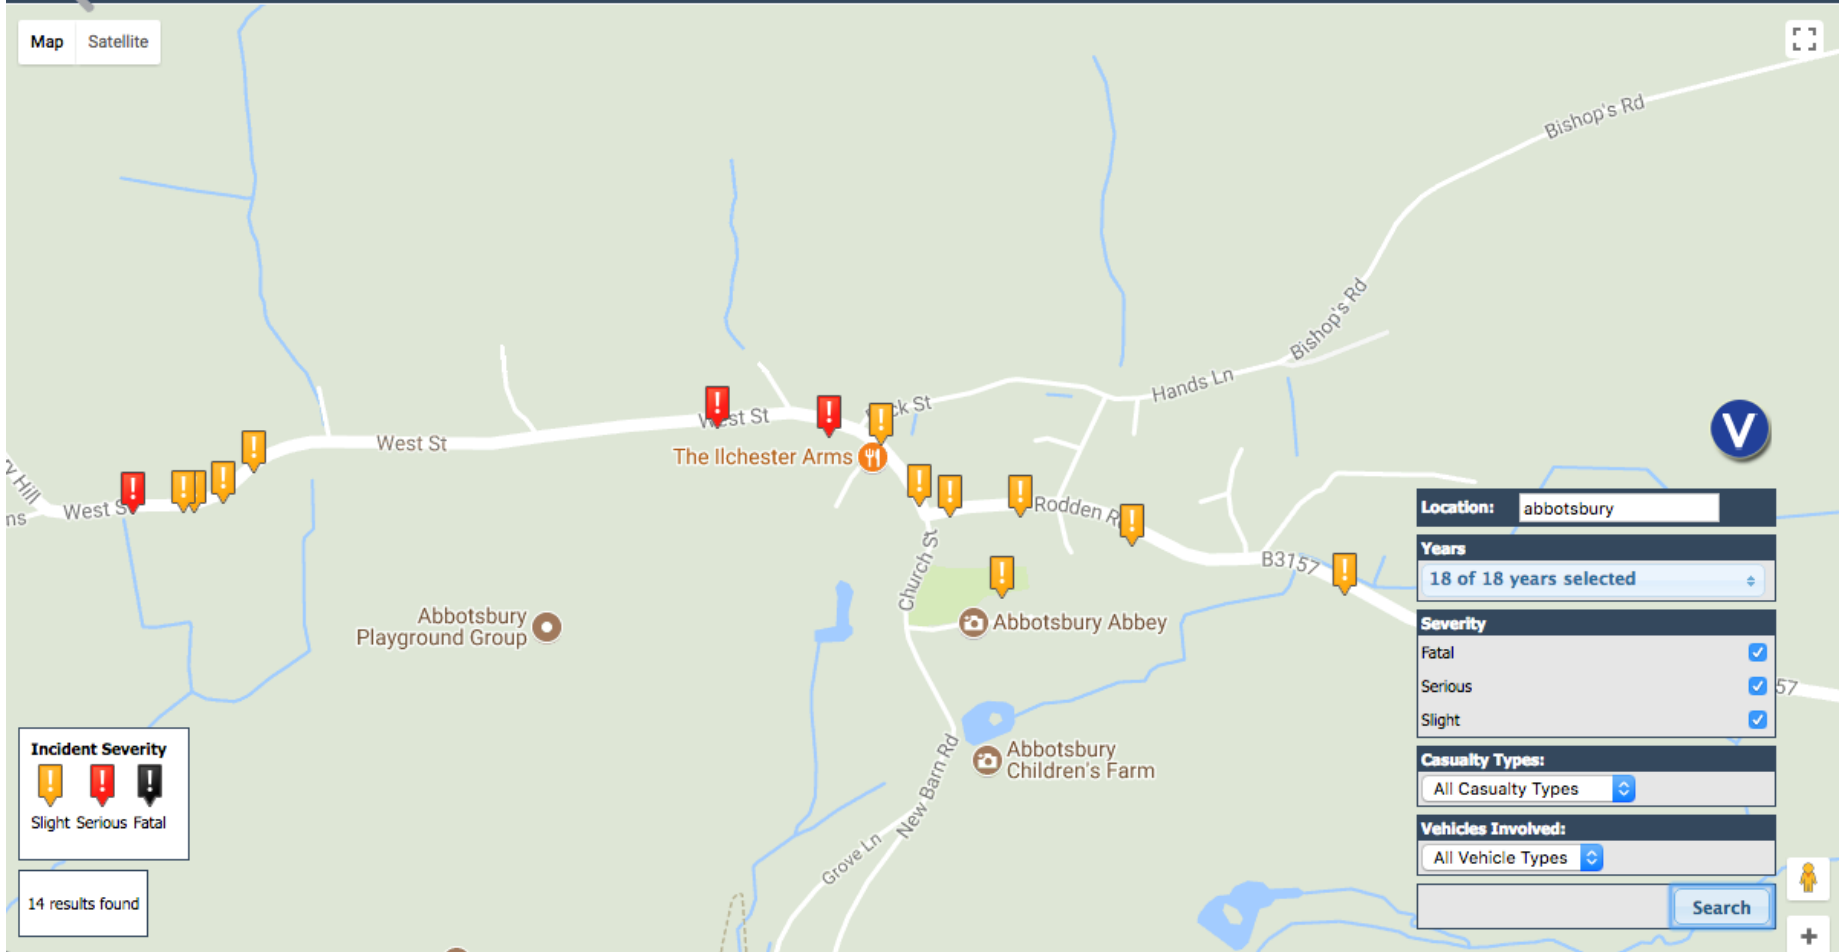 Map Satellite
Bishop's Rd
Bishop's Rd
Hands Ln
West St
West St
The Ilchester Arms
West S
ms
Rodden R
B3157
Church St
Abbotsbury
Playground Group
Abbotsbury Abbey
Abbotsbury
Children's Farm
New Barn Rd
Grove Ln
57
V
Location: abbotsbury
Years
18 of 18 years selected
Severity
Fatal
Serious
Slight
Casualty Types:
All Casualty Types
Vehicles Involved:
All Vehicle Types
Search
Incident Severity
Slight Serious Fatal
14 results found